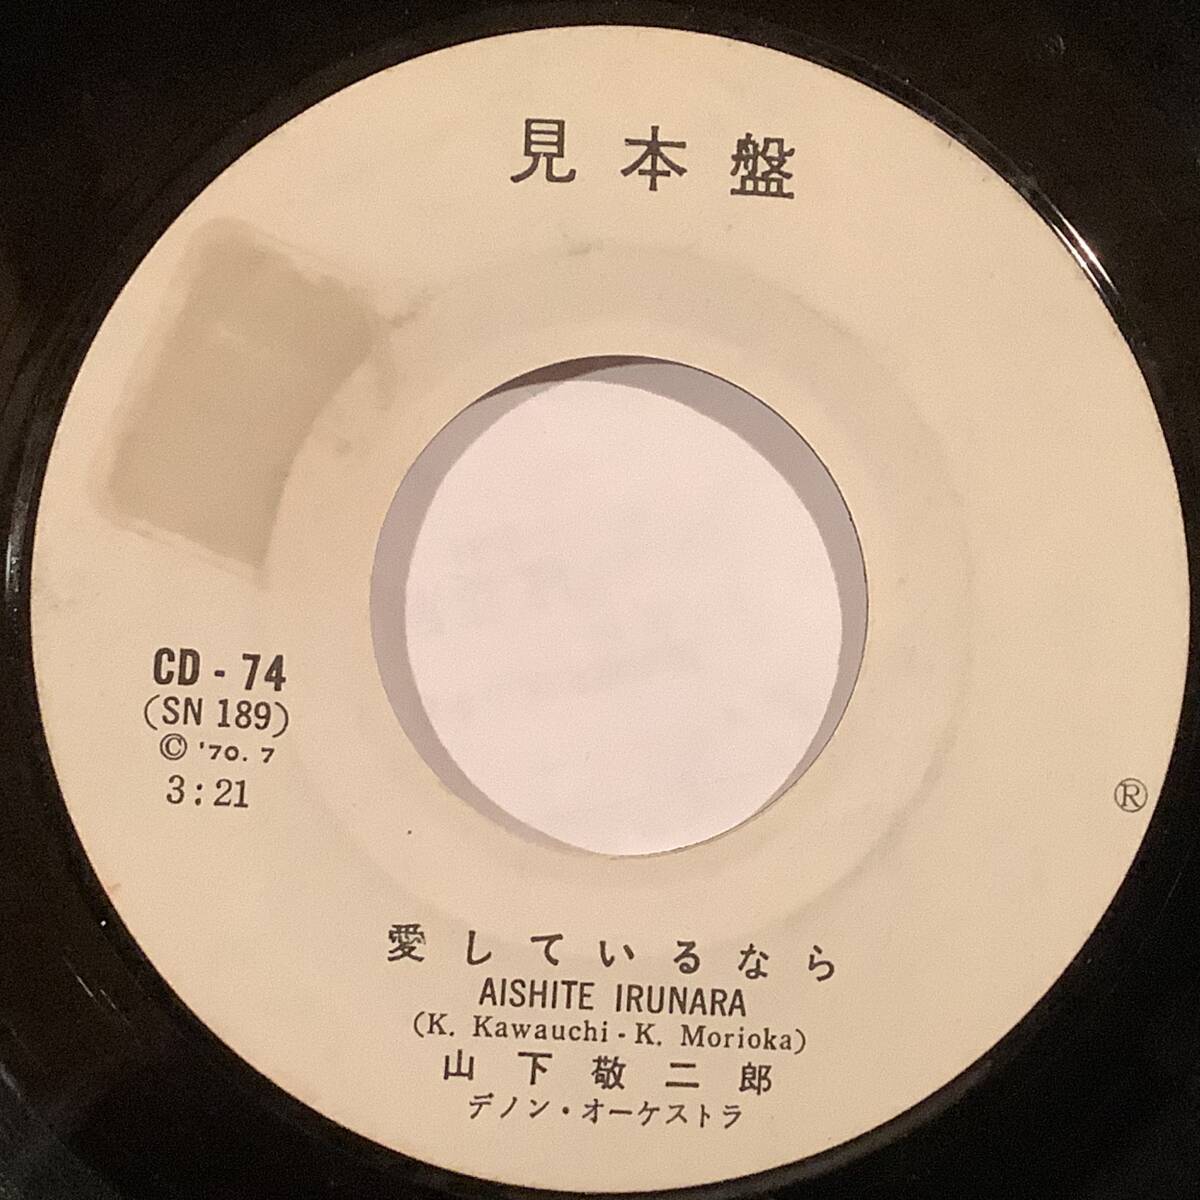 見本盤
CD - 74
(SN 189)
© '70. 7
3:21
Ⓡ
愛しているなら
AISHITE IRUNARA
(K. Kawauchi - K. Morioka)
山下敬二郎
デノン・オーケストラ